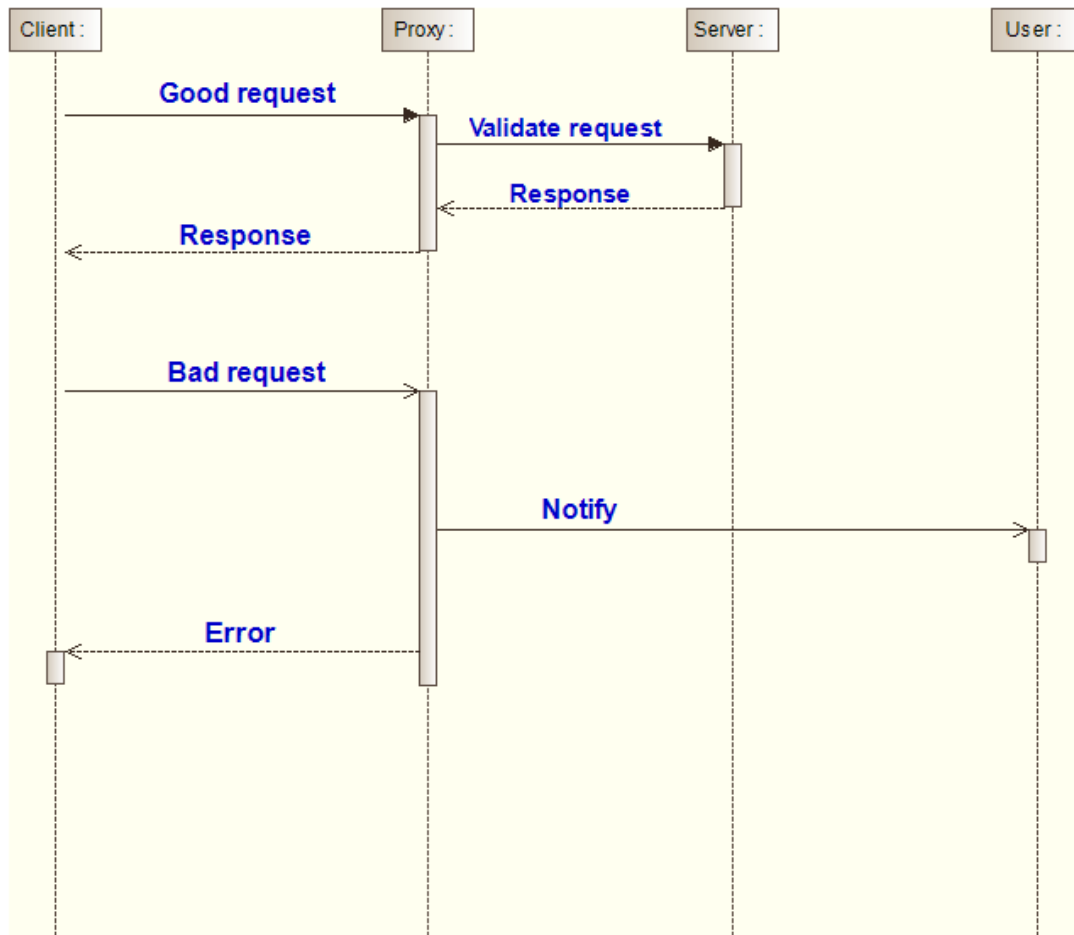 Client :
Proxy :
Server :
User :
Good request
Validate request
Response
Response
Bad request
Notify
Error